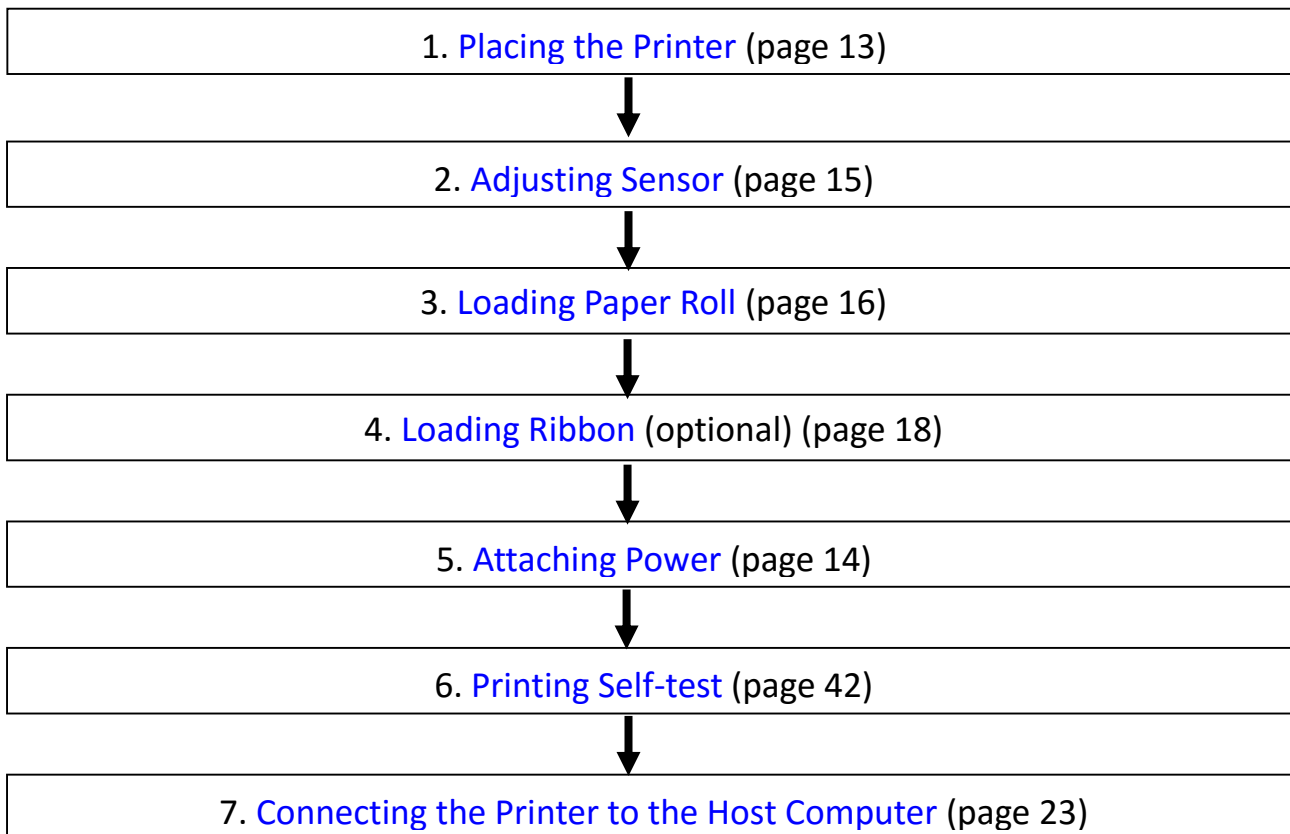 1. Placing the Printer (page 13)
2. Adjusting Sensor (page 15)
3. Loading Paper Roll (page 16)
4. Loading Ribbon (optional) (page 18)
5. Attaching Power (page 14)
6. Printing Self-test (page 42)
7. Connecting the Printer to the Host Computer (page 23)